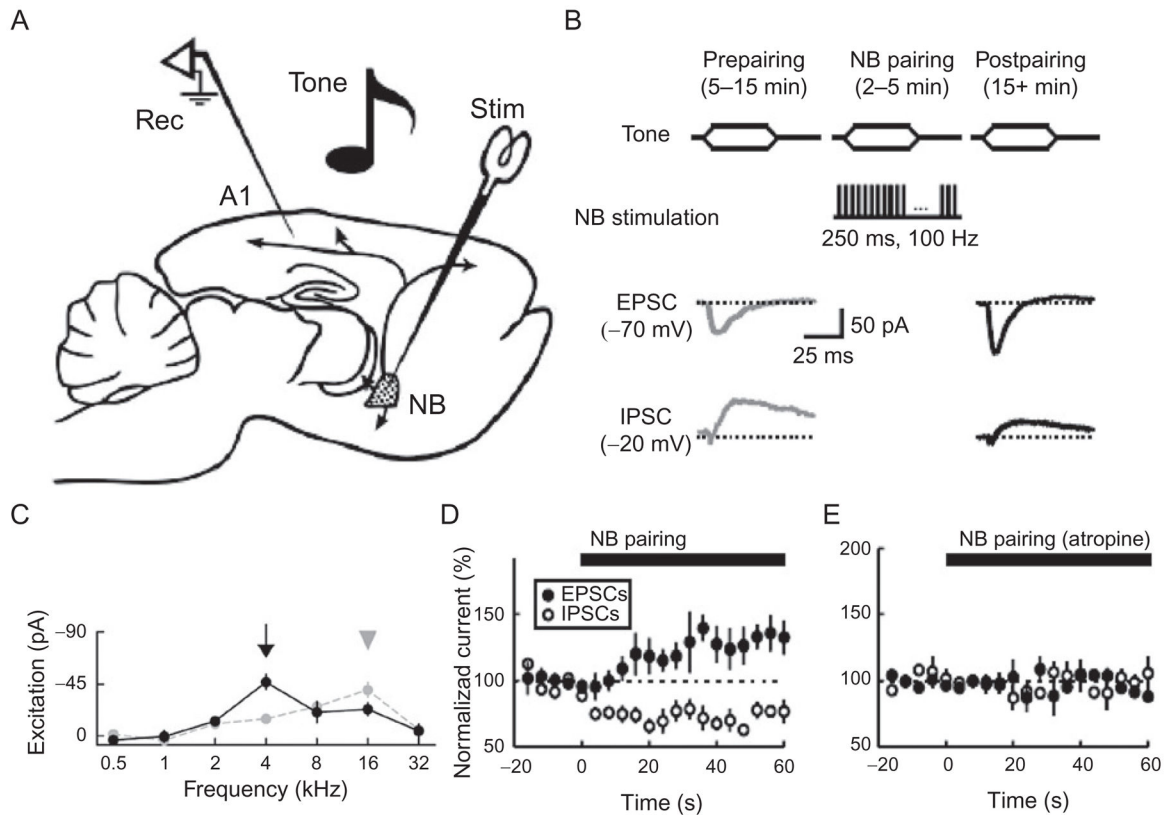 A
Rec
Tone
Stim
A1
NB
B
Prepairing
(5–15 min)
NB pairing
(2–5 min)
Postpairing
(15+ min)
Tone
NB stimulation
...
250 ms, 100 Hz
EPSC
(–70 mV)
50 pA
25 ms
IPSC
(–20 mV)
C
Excitation (pA)
–90
–45
0
0.5 1 2 4 8 16 32
Frequency (kHz)
D
NB pairing
EPSCs
IPSCs
Normalizad current (%)
150
100
50
–20 0 20 40 60
Time (s)
E
NB pairing (atropine)
200
150
100
50
–20 0 20 40 60
Time (s)